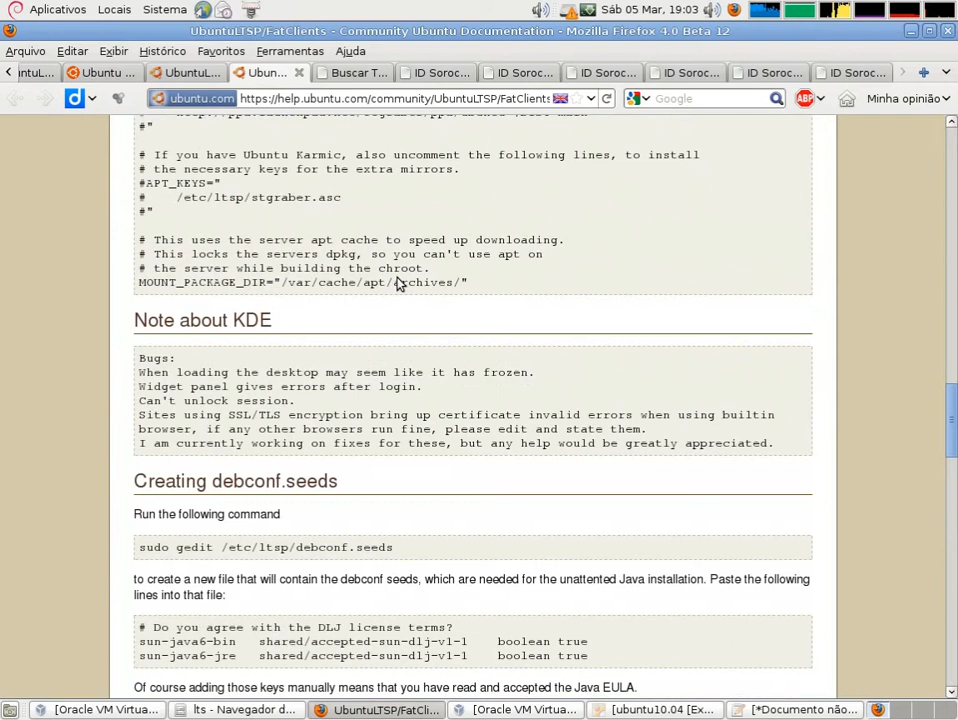 Aplicativos Locais Sistema Sáb 05 Mar, 19:03
UbuntuLTSP/FatClients - Community Ubuntu Documentation - Mozilla Firefox 4.0 Beta 12
Arquivo Editar Exibir Histórico Favoritos Ferramentas Ajuda
untuL... Ubuntu ... UbuntuL... Ubun... Buscar T... ID Soroc... ID Soroc... ID Soroc... ID Soroc... ID Soroc... ID Soroc...
ubuntu.com https://help.ubuntu.com/community/UbuntuLTSP/FatClients Google ABP Minha opinião
#"
# If you have Ubuntu Karmic, also uncomment the following lines, to install
# the necessary keys for the extra mirrors.
#APT_KEYS="
# /etc/ltsp/stgraber.asc
#"
# This uses the server apt cache to speed up downloading.
# This locks the servers dpkg, so you can't use apt on
# the server while building the chroot.
MOUNT_PACKAGE_DIR="/var/cache/apt/archives/"
Note about KDE
Bugs:
When loading the desktop may seem like it has frozen.
Widget panel gives errors after login.
Can't unlock session.
Sites using SSL/TLS encryption bring up certificate invalid errors when using builtin
browser, if any other browsers run fine, please edit and state them.
I am currently working on fixes for these, but any help would be greatly appreciated.
Creating debconf.seeds
Run the following command
sudo gedit /etc/ltsp/debconf.seeds
to create a new file that will contain the debconf seeds, which are needed for the unattented Java installation. Paste the following
lines into that file:
# Do you agree with the DLJ license terms?
sun-java6-bin shared/accepted-sun-dlj-v1-1 boolean true
sun-java6-jre shared/accepted-sun-dlj-v1-1 boolean true
Of course adding those keys manually means that you have read and accepted the Java EULA.
[Oracle VM Virtua... lts - Navegador d... UbuntuLTSP/FatCli... [Oracle VM Virtua... [ubuntu10.04 [Ex... [*Documento não...